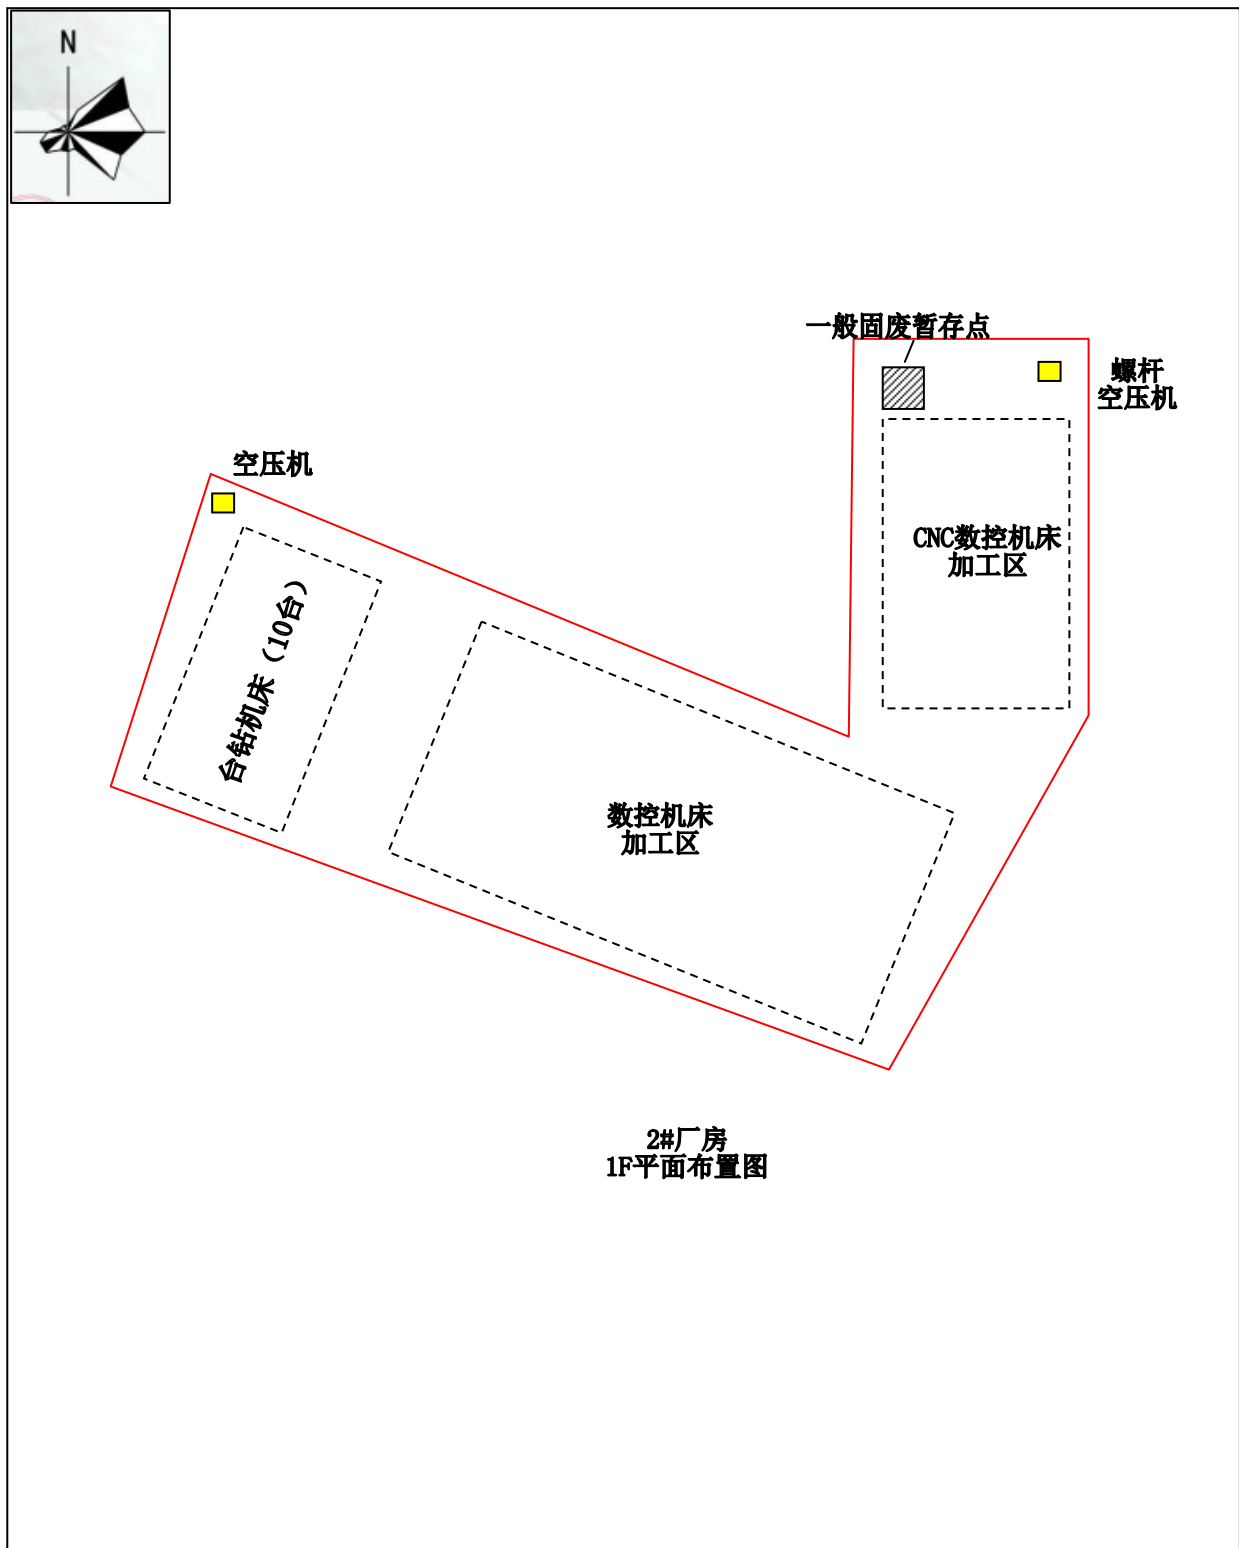 N
一般固废暂存点
螺杆
空压机
空压机
CNC数控机床
加工区
台钻机床（10台）
数控机床
加工区
2#厂房
1F平面布置图